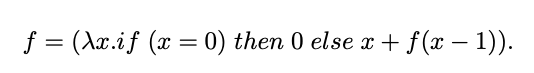 f = (λx.if (x = 0) then 0 else x + f(x − 1)).